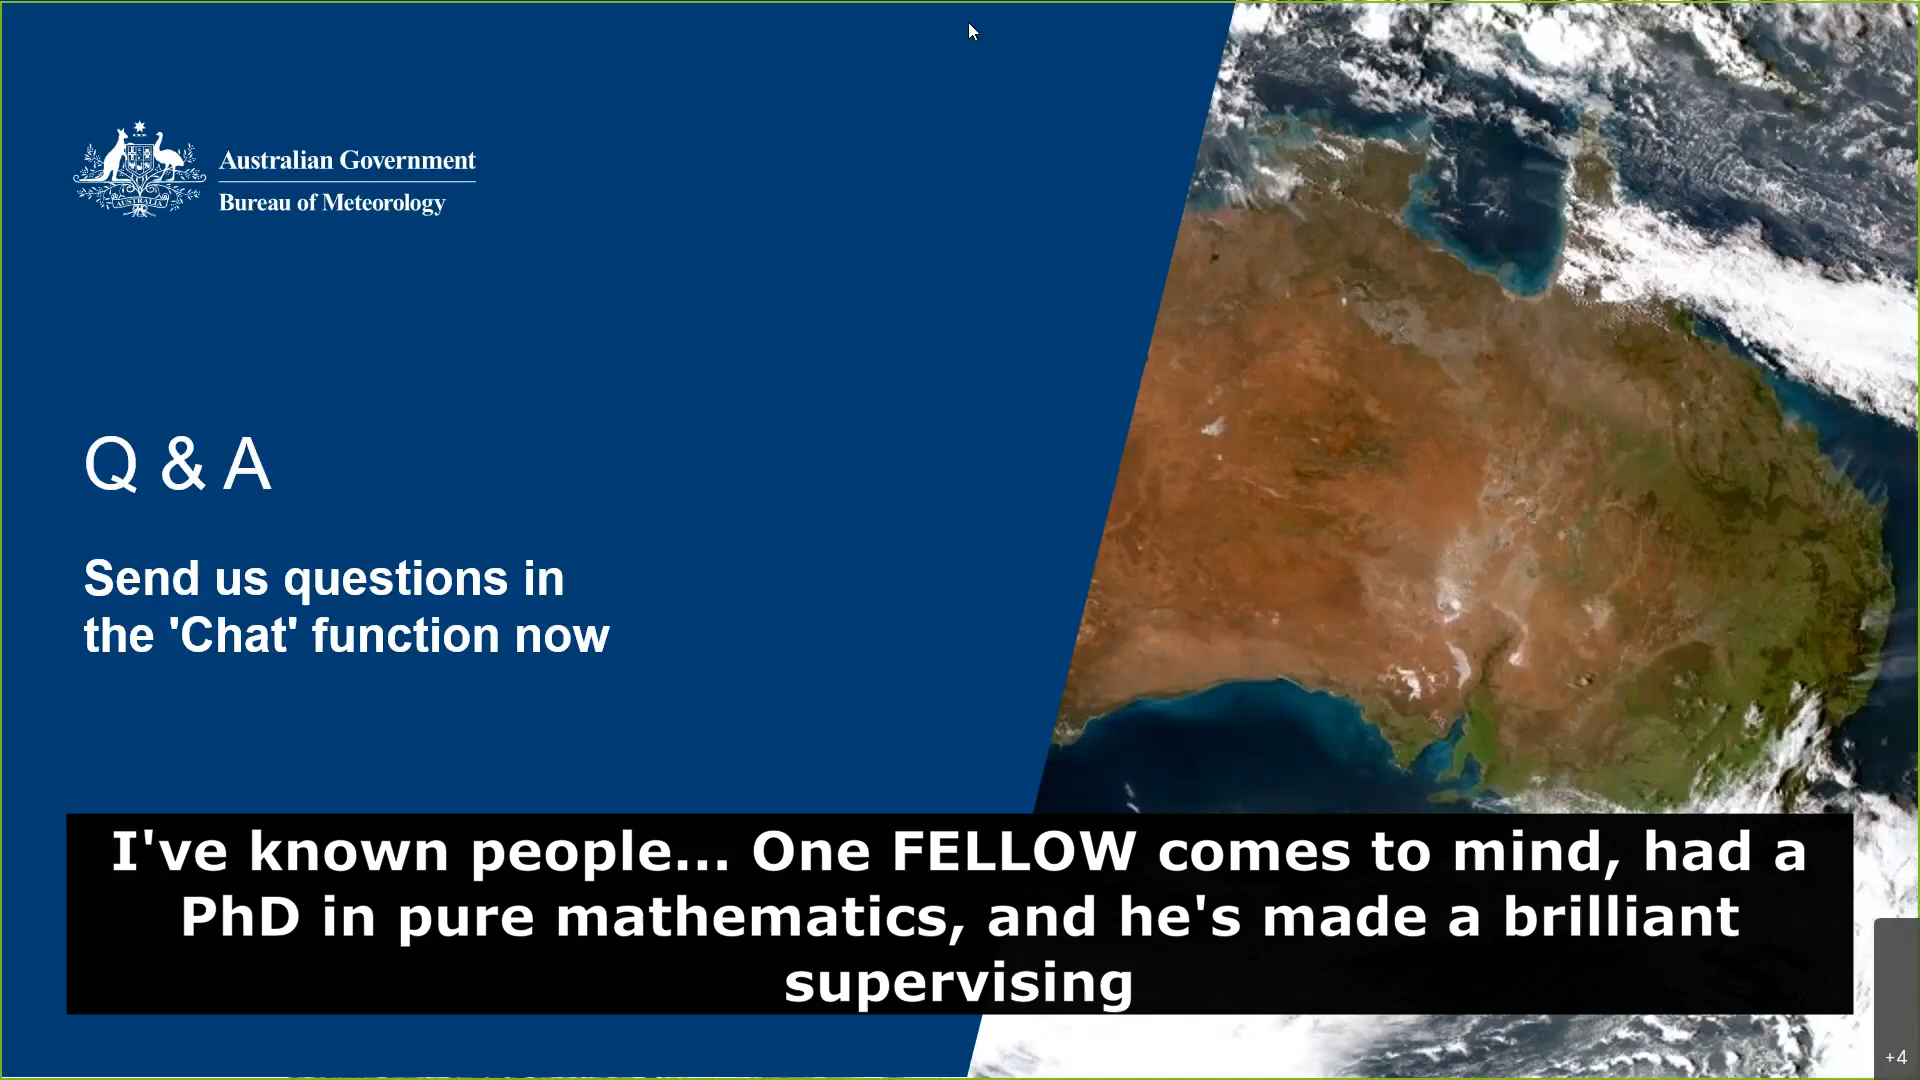 Australian Government
Bureau of Meteorology
AUSTRALIA
Q & A
Send us questions in
the 'Chat' function now
I've known people... One FELLOW comes to mind, had a
PhD in pure mathematics, and he's made a brilliant
supervising
+4